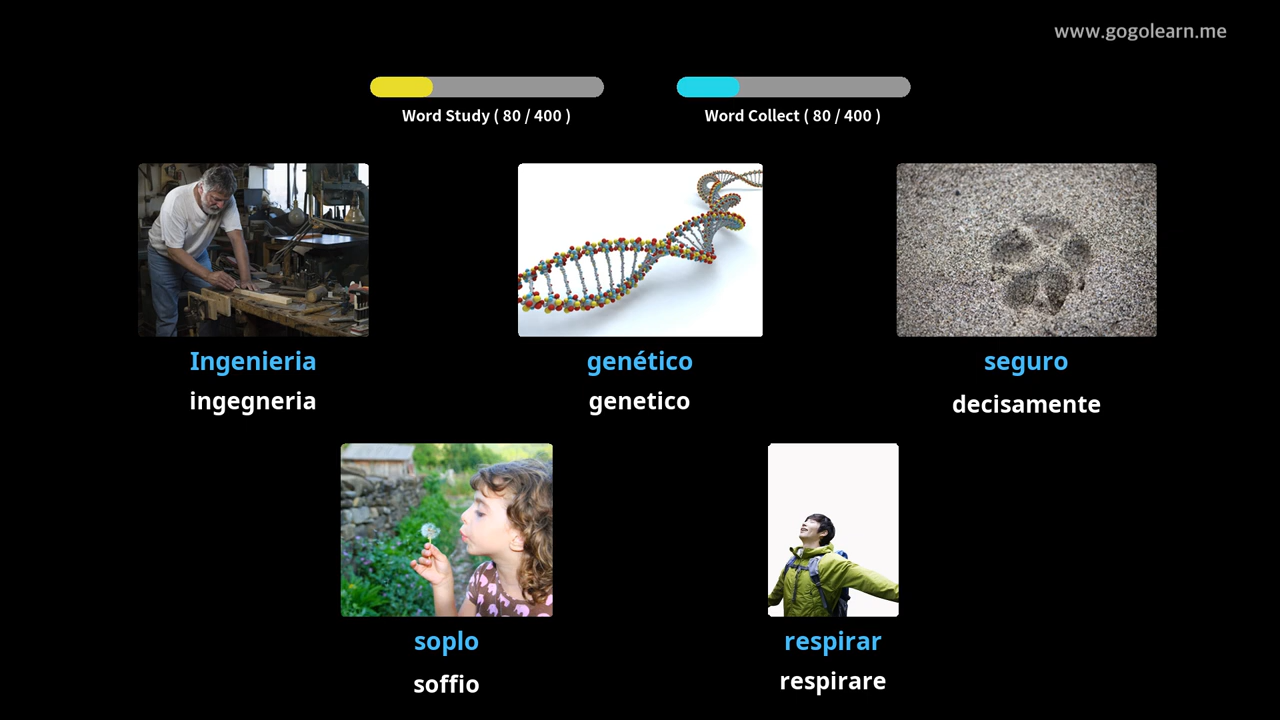 www.gogolearn.me
Word Study ( 80 / 400 )
Word Collect ( 80 / 400 )
Ingenieria
ingegneria
genético
genetico
seguro
decisamente
soplo
soffio
respirar
respirare